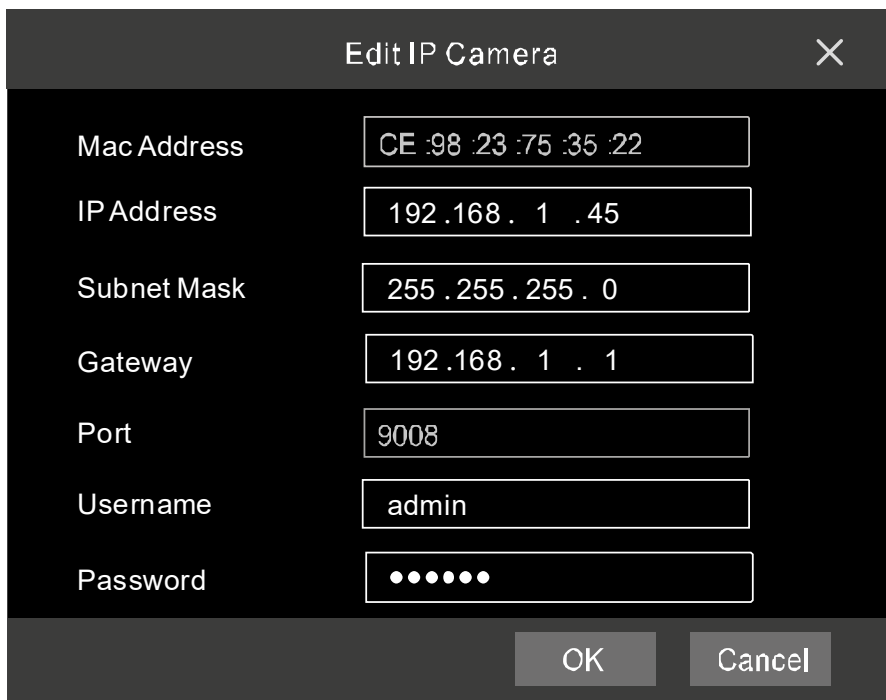 Edit IP Camera
Mac Address CE :98 :23 :75 :35 :22
IP Address 192 .168 . 1 .45
Subnet Mask 255 . 255 . 255 . 0
Gateway 192 .168 . 1 . 1
Port 9008
Username admin
Password ●●●●●●
OK Cancel